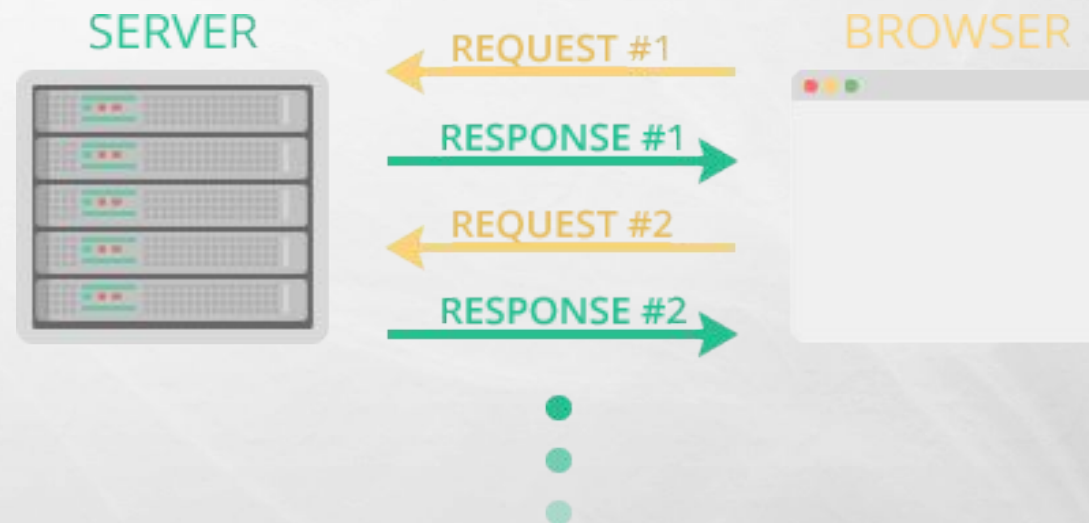 SERVER
BROWSER
REQUEST #1
RESPONSE #1
REQUEST #2
RESPONSE #2